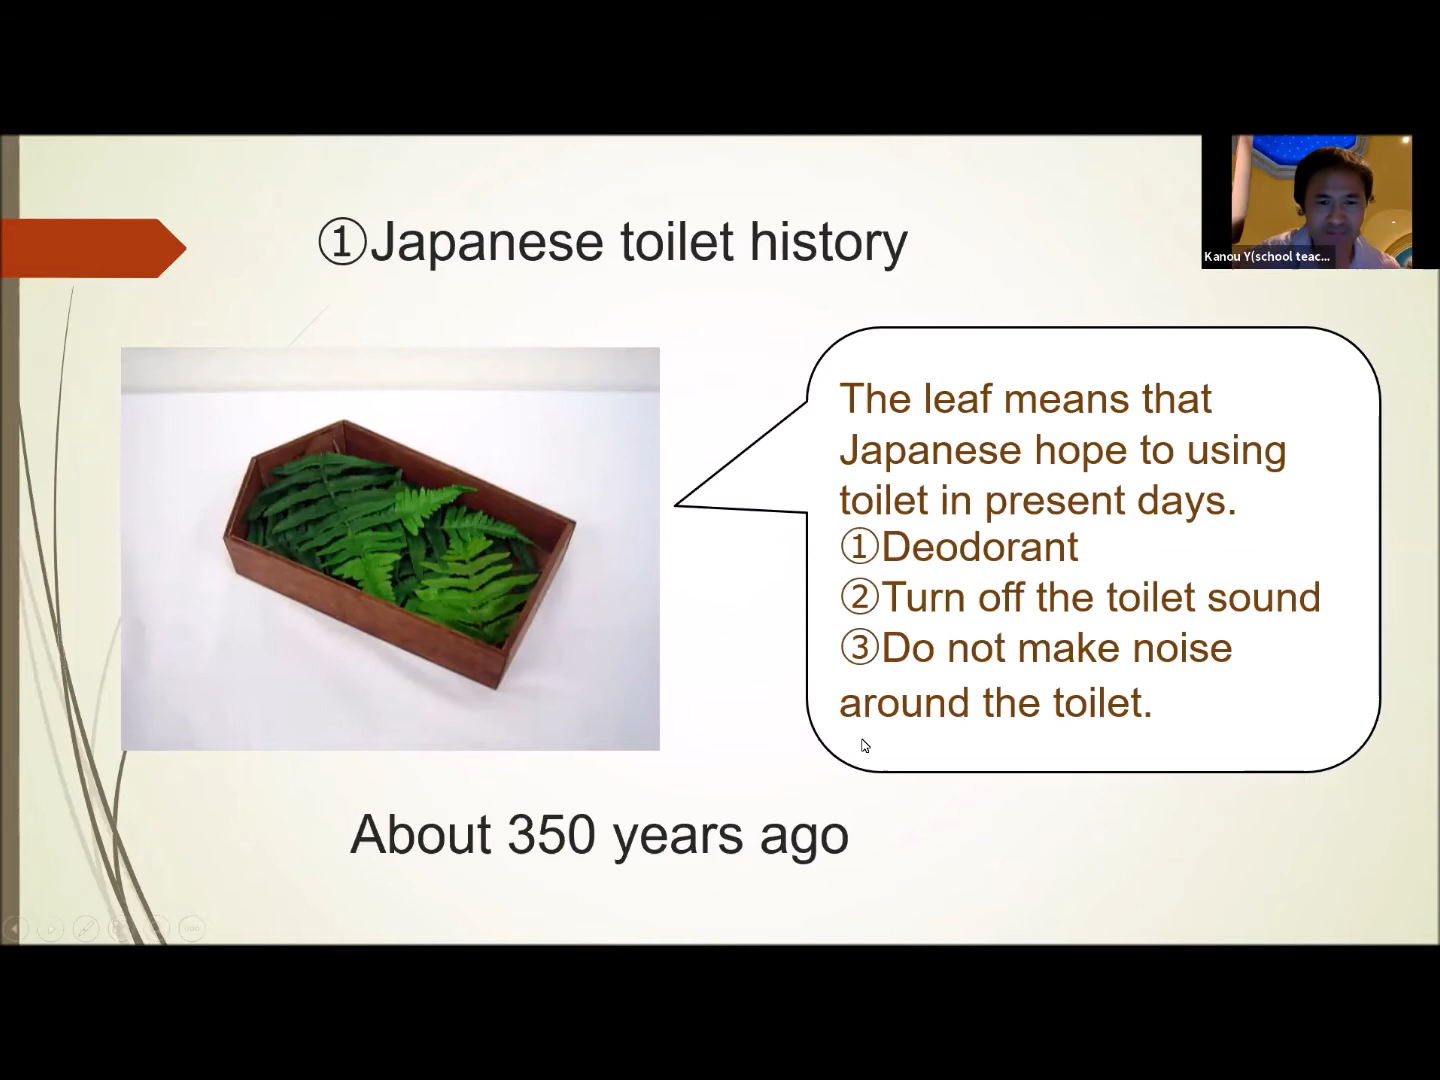 ①Japanese toilet history
Kanou Y(school teac...
The leaf means that
Japanese hope to using
toilet in present days.
①Deodorant
②Turn off the toilet sound
③Do not make noise
around the toilet.
About 350 years ago